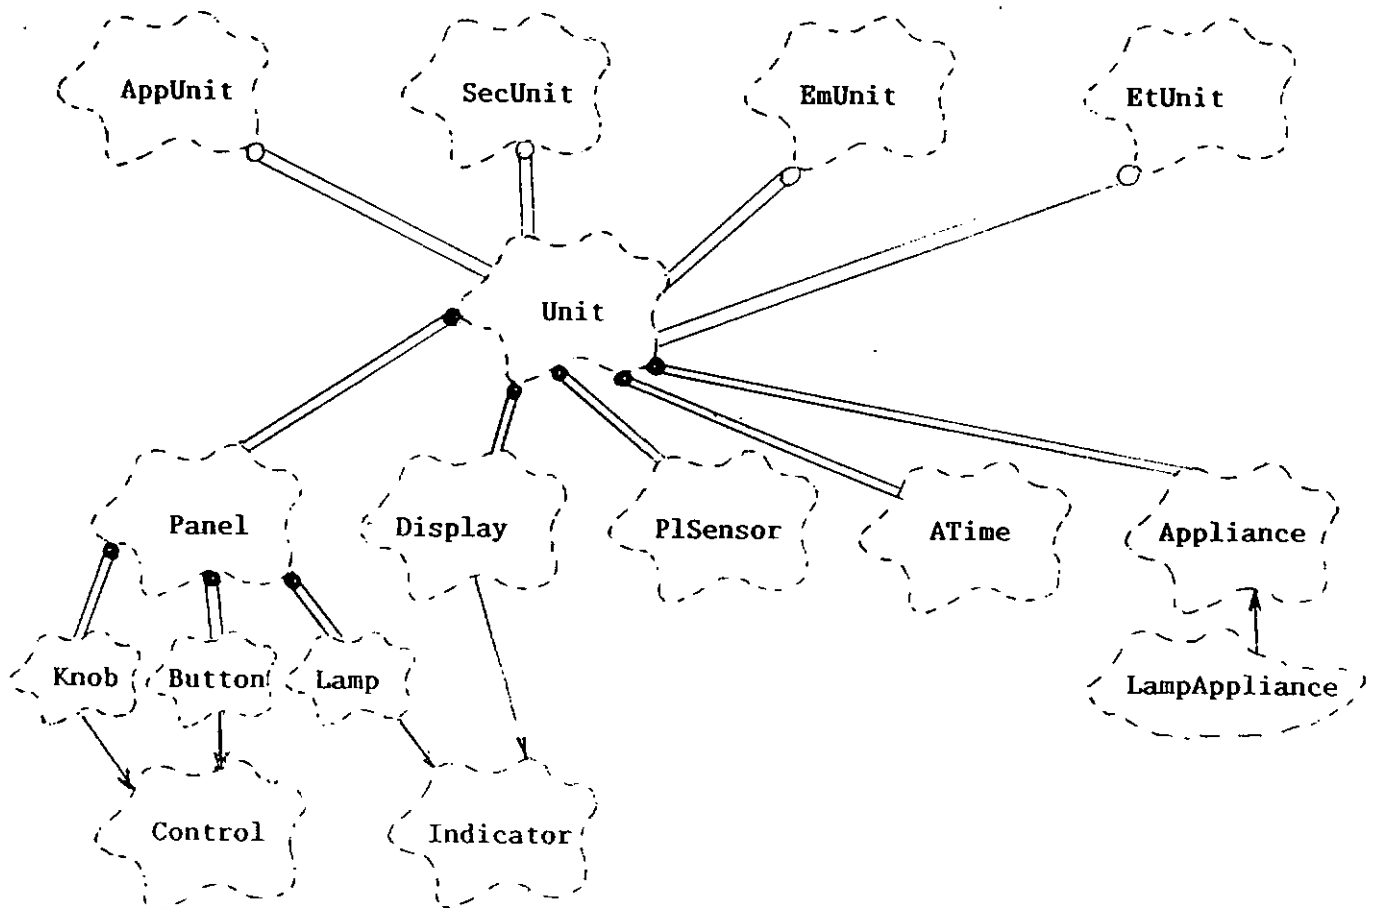 AppUnit
SecUnit
EmUnit
EtUnit
Unit
Panel
Display
PlSensor
ATime
Appliance
Knob
Button
Lamp
LampAppliance
Control
Indicator